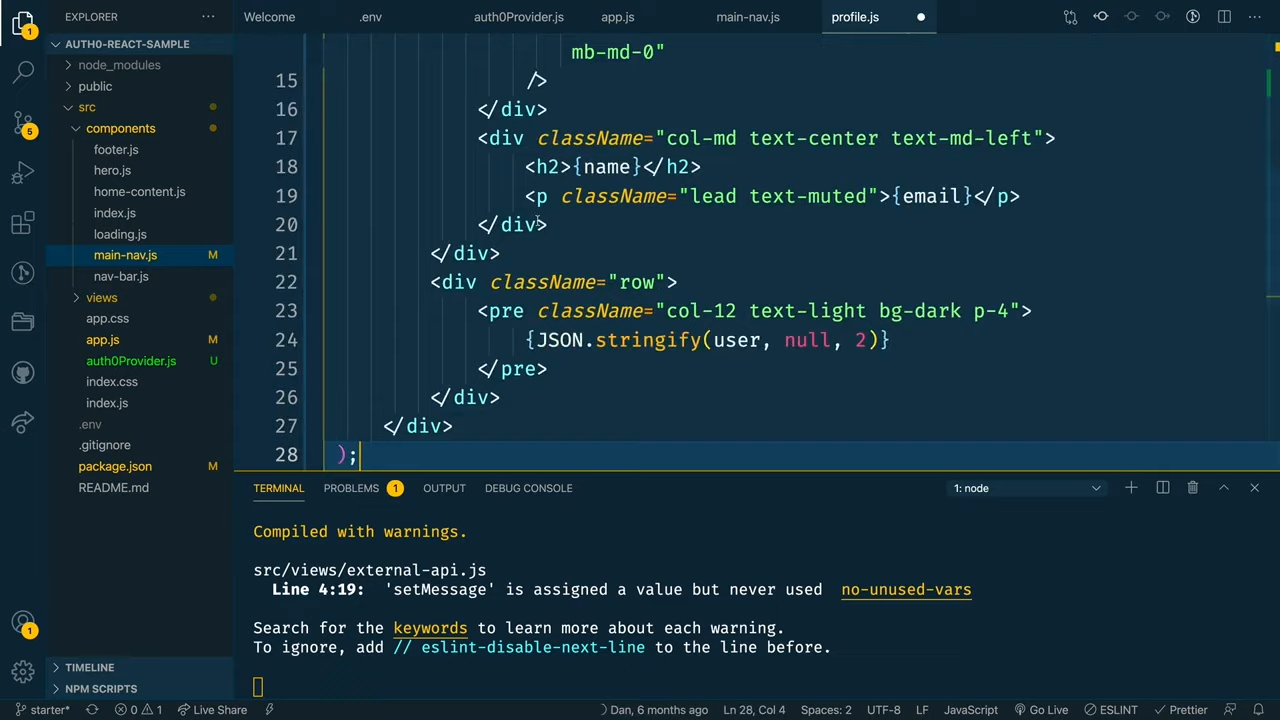 EXPLORER
Welcome
.env
auth0Provider.js
app.js
main-nav.js
profile.js
1
AUTH0-REACT-SAMPLE
node_modules
public
src
components
footer.js
hero.js
home-content.js
index.js
loading.js
main-nav.js M
nav-bar.js
views
app.css
app.js M
auth0Provider.js U
index.css
index.js
.env
.gitignore
package.json M
README.md
TIMELINE
NPM SCRIPTS
5
1
mb-md-0"
15 />
16 </div>
17 <div className="col-md text-center text-md-left">
18 <h2>{name}</h2>
19 <p className="lead text-muted">{email}</p>
20 </div>
21 </div>
22 <div className="row">
23 <pre className="col-12 text-light bg-dark p-4">
24 {JSON.stringify(user, null, 2)}
25 </pre>
26 </div>
27 </div>
28 );
TERMINAL PROBLEMS 1 OUTPUT DEBUG CONSOLE 1: node
Compiled with warnings.
src/views/external-api.js
Line 4:19: 'setMessage' is assigned a value but never used no-unused-vars
Search for the keywords to learn more about each warning.
To ignore, add // eslint-disable-next-line to the line before.
starter* 0 1 Live Share Dan, 6 months ago Ln 28, Col 4 Spaces: 2 UTF-8 LF JavaScript Go Live ESLINT Prettier